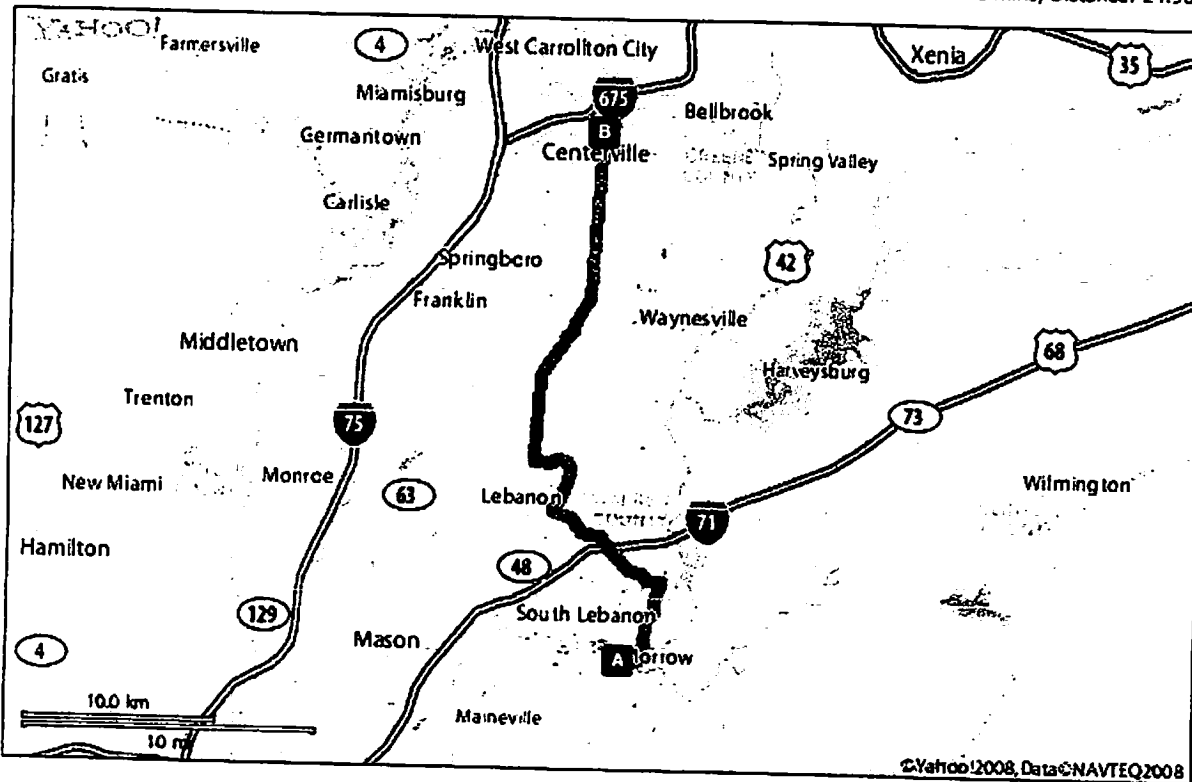 YAHOO!
Farmersville
4
West Carrollton City
Xenia
35
Gratis
Miamisburg
675
Bellbrook
Germantown
B
Centerville
Spring Valley
Carlisle
Springboro
42
Franklin
Waynesville
Middletown
68
Harveysburg
Trenton
127
75
73
New Miami
Monroe
63
Lebanon
Wilmington
71
Hamilton
48
129
South Lebanon
4
Mason
A
Morrow
10.0 km
Maineville
10 mi
©Yahoo!2008, Data©NAVTEQ2008